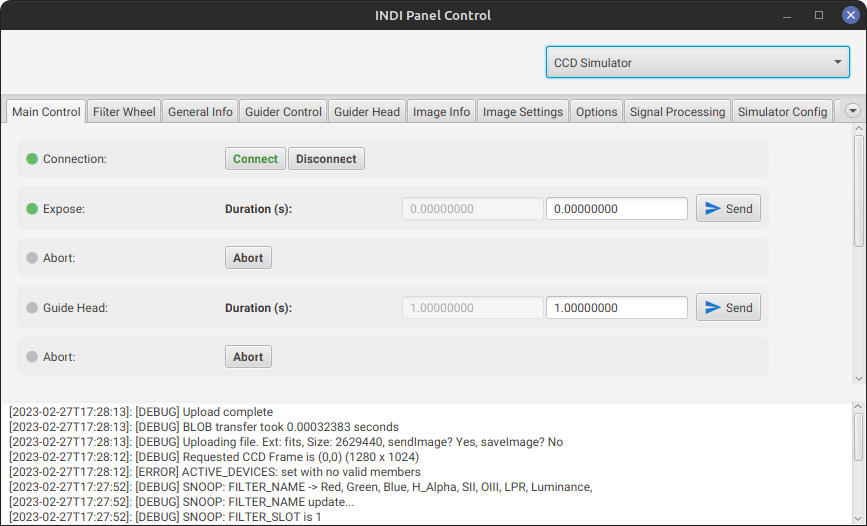 INDI Panel Control
CCD Simulator
Main Control Filter Wheel General Info Guider Control Guider Head Image Info Image Settings Options Signal Processing Simulator Config
Connection: Connect Disconnect
Expose: Duration (s): 0.00000000 0.00000000 Send
Abort: Abort
Guide Head: Duration (s): 1.00000000 1.00000000 Send
Abort: Abort
[2023-02-27T17:28:13]: [DEBUG] Upload complete
[2023-02-27T17:28:13]: [DEBUG] BLOB transfer took 0.00032383 seconds
[2023-02-27T17:28:13]: [DEBUG] Uploading file. Ext: fits, Size: 2629440, sendImage? Yes, saveImage? No
[2023-02-27T17:28:12]: [DEBUG] Requested CCD Frame is (0,0) (1280 x 1024)
[2023-02-27T17:28:12]: [ERROR] ACTIVE_DEVICES: set with no valid members
[2023-02-27T17:27:52]: [DEBUG] SNOOP: FILTER_NAME -> Red, Green, Blue, H_Alpha, SII, OIII, LPR, Luminance,
[2023-02-27T17:27:52]: [DEBUG] SNOOP: FILTER_NAME update...
[2023-02-27T17:27:52]: [DEBUG] SNOOP: FILTER_SLOT is 1